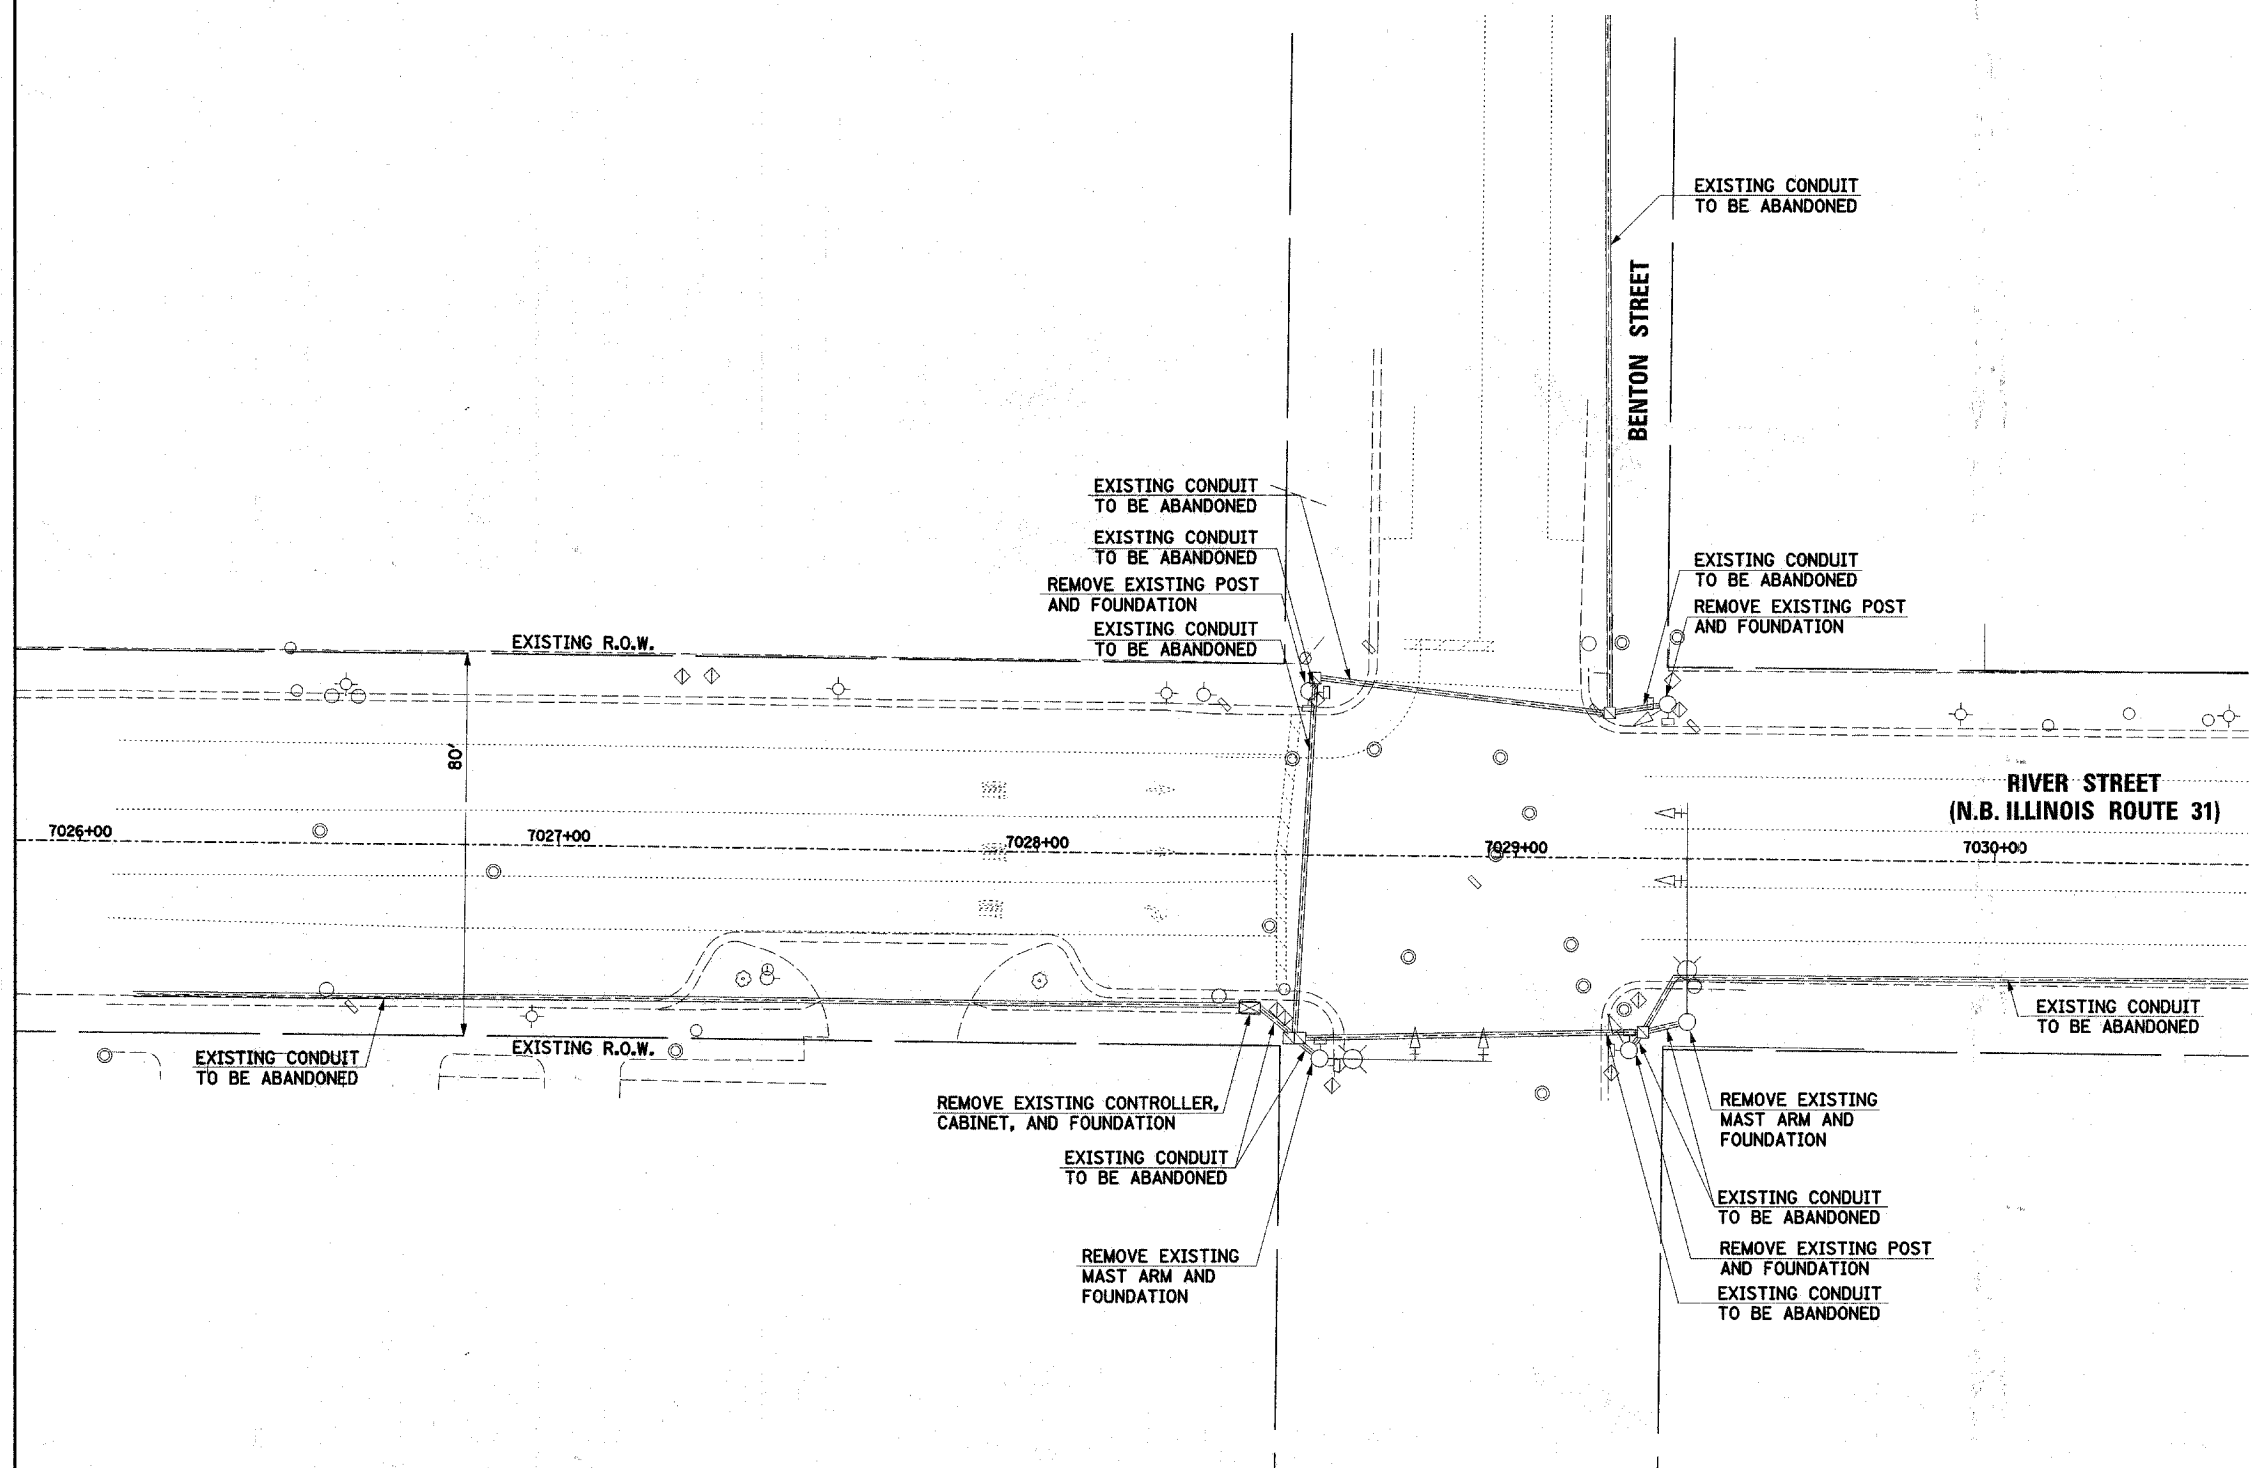 EXISTING CONDUIT
TO BE ABANDONED
BENTON STREET
EXISTING CONDUIT
TO BE ABANDONED
EXISTING CONDUIT
TO BE ABANDONED
REMOVE EXISTING POST
AND FOUNDATION
EXISTING CONDUIT
TO BE ABANDONED
EXISTING CONDUIT
TO BE ABANDONED
REMOVE EXISTING POST
AND FOUNDATION
EXISTING R.O.W.
80'
RIVER STREET
(N.B. ILLINOIS ROUTE 31)
7026+00
7027+00
7028+00
7029+00
7030+00
EXISTING CONDUIT
TO BE ABANDONED
EXISTING R.O.W.
EXISTING CONDUIT
TO BE ABANDONED
REMOVE EXISTING CONTROLLER,
CABINET, AND FOUNDATION
EXISTING CONDUIT
TO BE ABANDONED
REMOVE EXISTING
MAST ARM AND
FOUNDATION
REMOVE EXISTING
MAST ARM AND
FOUNDATION
EXISTING CONDUIT
TO BE ABANDONED
REMOVE EXISTING POST
AND FOUNDATION
EXISTING CONDUIT
TO BE ABANDONED